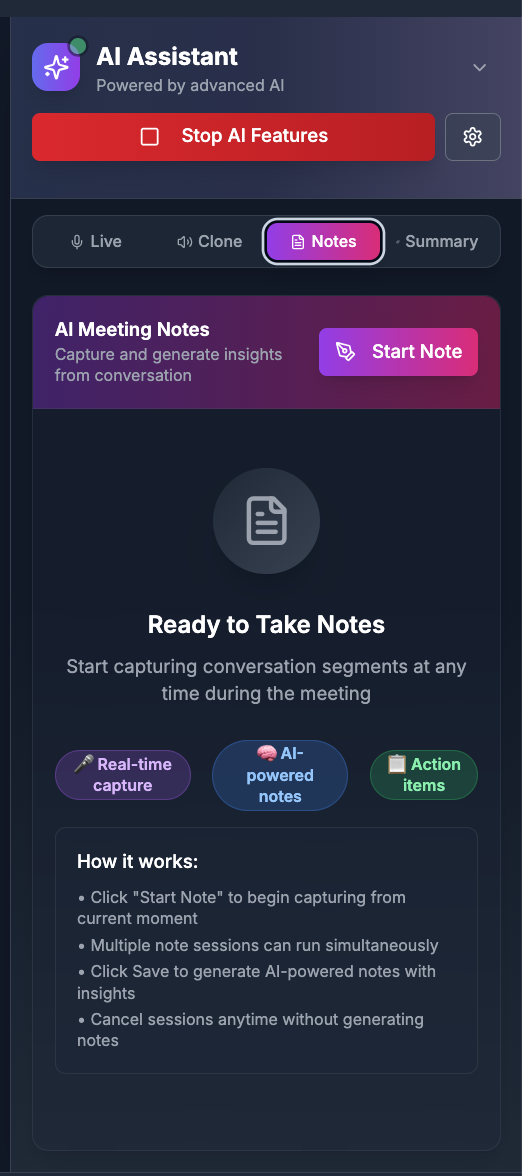 AI Assistant
Powered by advanced AI
Stop AI Features
Live
Clone
Notes
Summary
AI Meeting Notes
Capture and generate insights
from conversation
Start Note
Ready to Take Notes
Start capturing conversation segments at any
time during the meeting
🎤 Real-time
capture
🧠 AI-
powered
notes
📋 Action
items
How it works:
• Click "Start Note" to begin capturing from
current moment
• Multiple note sessions can run simultaneously
• Click Save to generate AI-powered notes with
insights
• Cancel sessions anytime without generating
notes